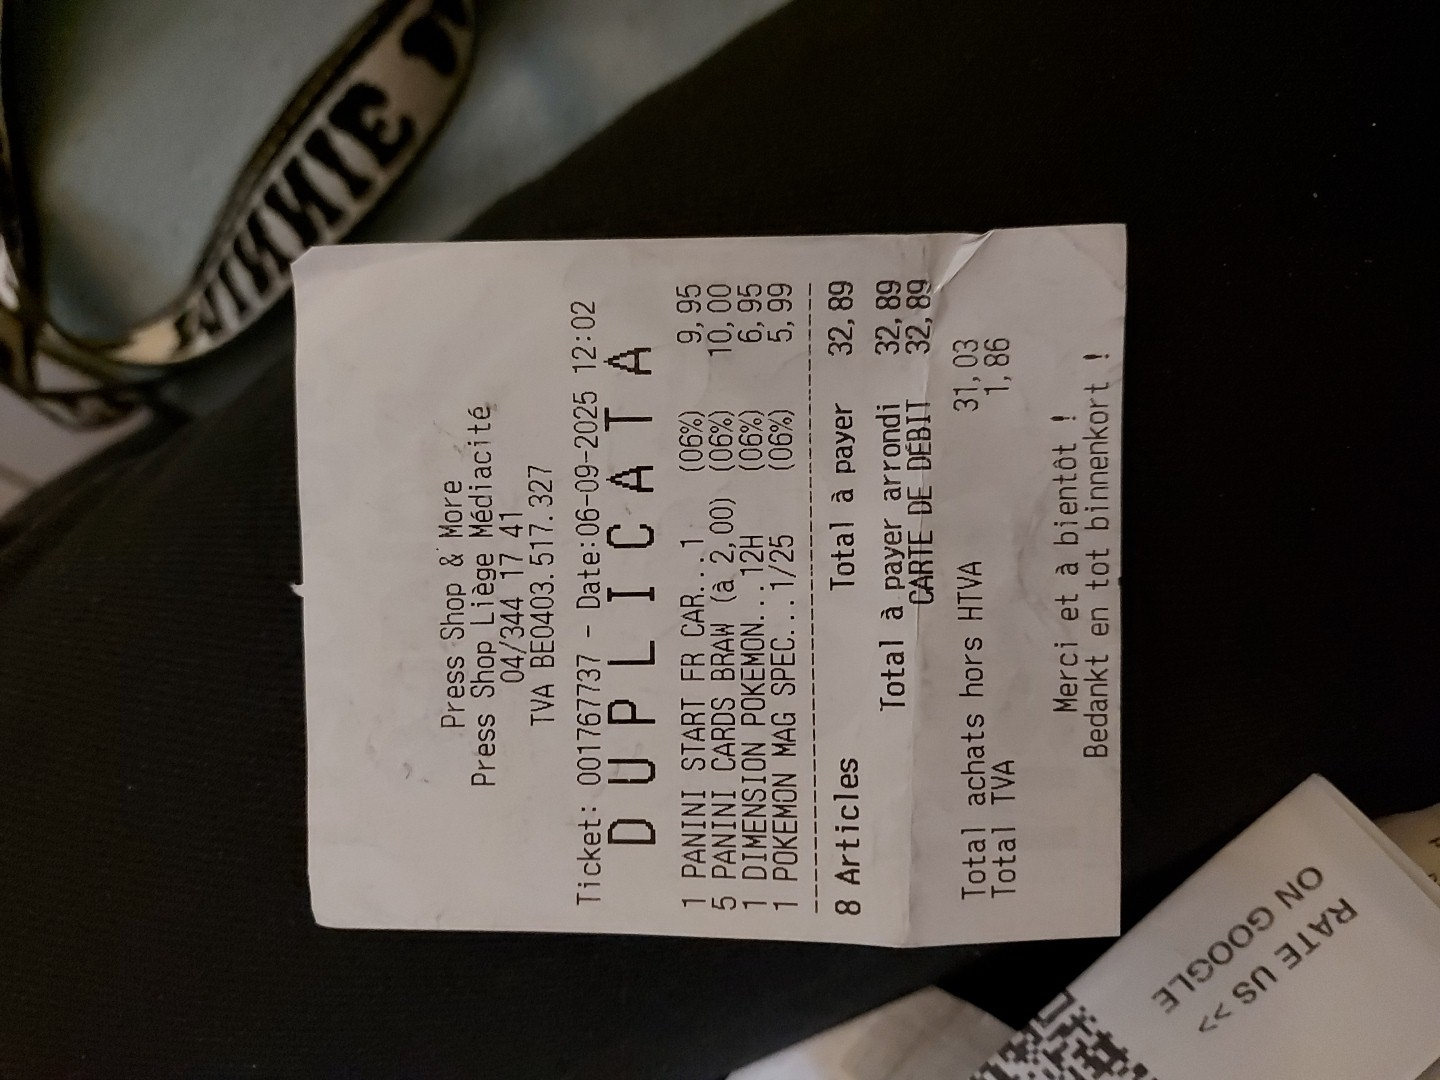 Press Shop & More
Press Shop Liège Médiacité
04/344 17 41
TVA BE0403.517.327
Ticket: 001767737 - Date:06-09-2025 12:02
DUPLICATA
1 PANINI START FR CAR...1 (06%) 9,95
5 PANINI CARDS BRAW (à 2,00) (06%) 10,00
1 DIMENSION POKEMON...12H (06%) 6,95
1 POKEMON MAG SPEC...1/25 (06%) 5,99
8 Articles Total à payer 32,89
Total à payer arrondi 32,89
CARTE DE DÉBIT 32,89
Total achats hors HTVA 31,03
Total TVA 1,86
Merci et à bientôt !
Bedankt en tot binnenkort !
RATE US >>
ON GOOGLE